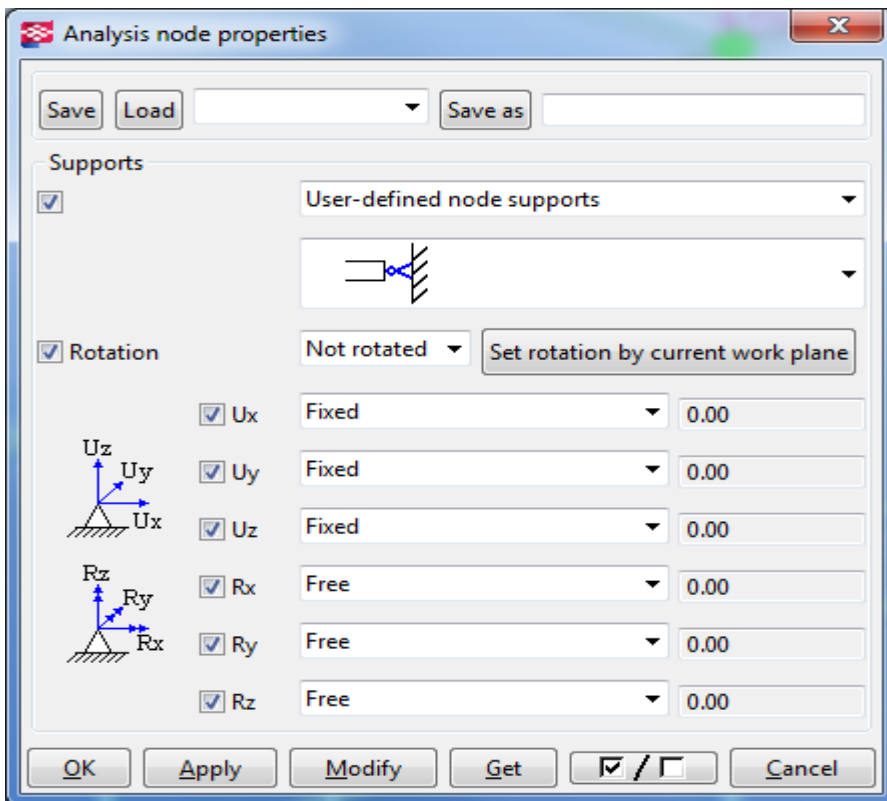 Analysis node properties
Save Load Save as
Supports
User-defined node supports
Rotation Not rotated Set rotation by current work plane
Ux Fixed 0.00
Uz
Uy
Ux
Uy Fixed 0.00
Uz Fixed 0.00
Rz
Ry
Rx
Rx Free 0.00
Ry Free 0.00
Rz Free 0.00
OK Apply Modify Get / Cancel